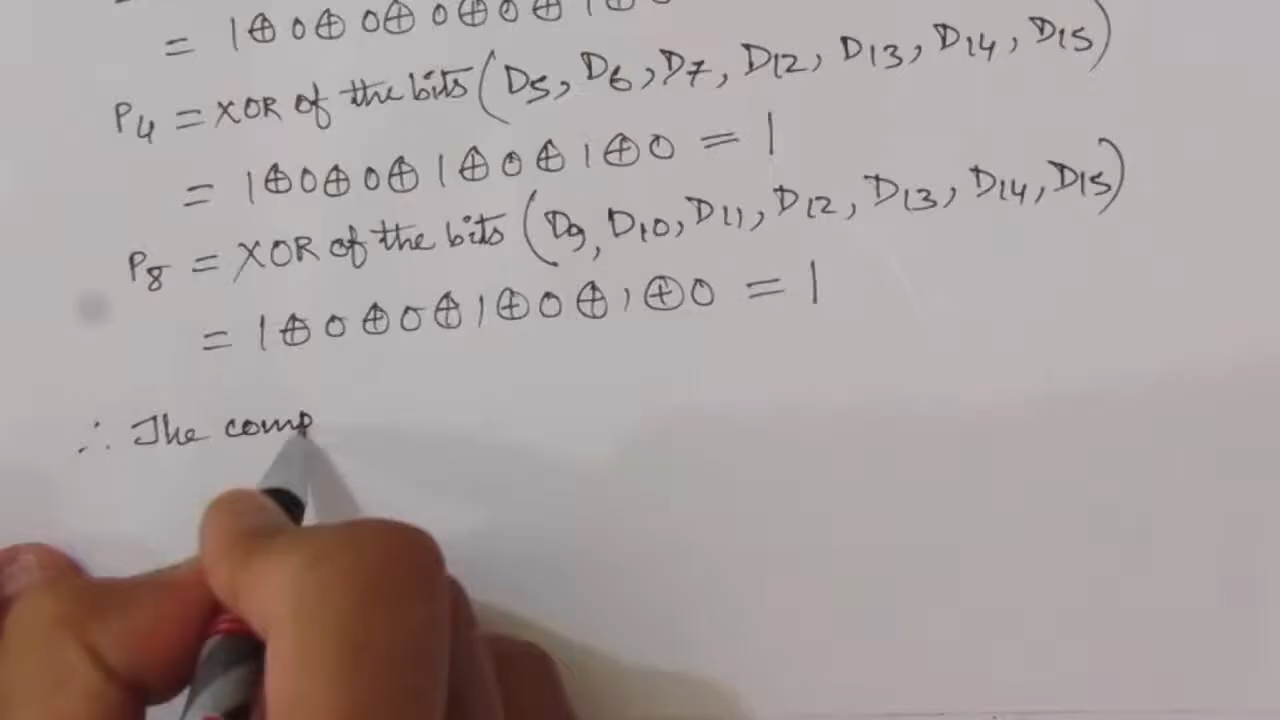 = 1⊕0⊕0⊕0⊕0⊕1⊕
P4 = XOR of the bits (D5, D6, D7, D12, D13, D14, D15)
= 1⊕0⊕0⊕1⊕0⊕1⊕0 = 1
P8 = XOR of the bits (D9, D10, D11, D12, D13, D14, D15)
= 1⊕0⊕0⊕1⊕0⊕1⊕0 = 1
∴ The comp